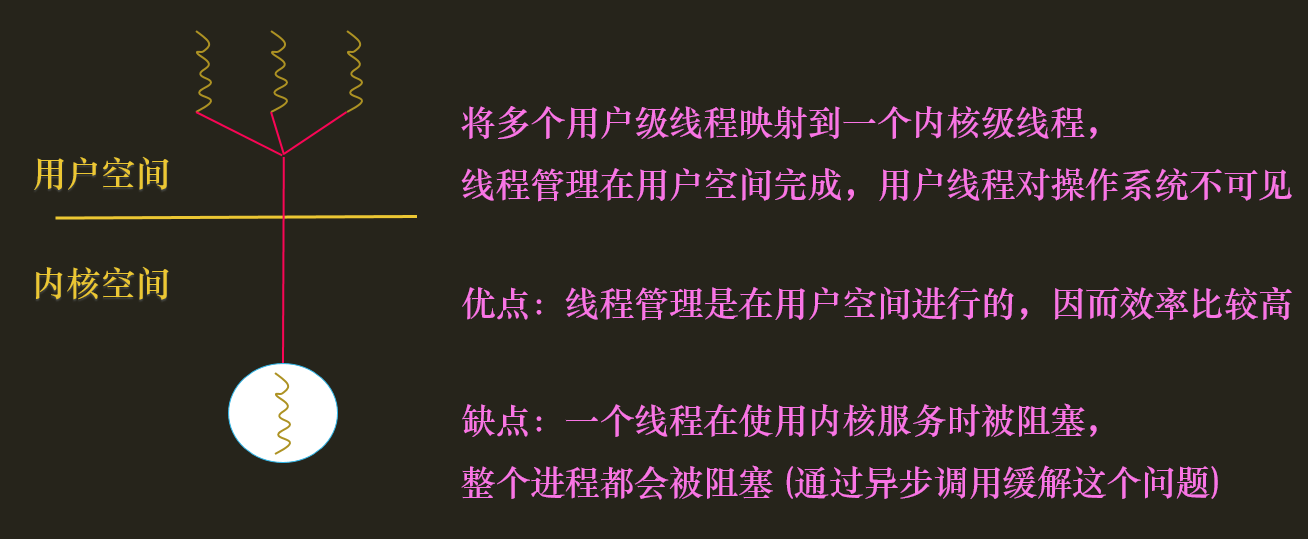 将多个用户级线程映射到一个内核级线程，
用户空间
线程管理在用户空间完成，用户线程对操作系统不可见
内核空间
优点：线程管理是在用户空间进行的，因而效率比较高
缺点：一个线程在使用内核服务时被阻塞，
整个进程都会被阻塞 (通过异步调用缓解这个问题)